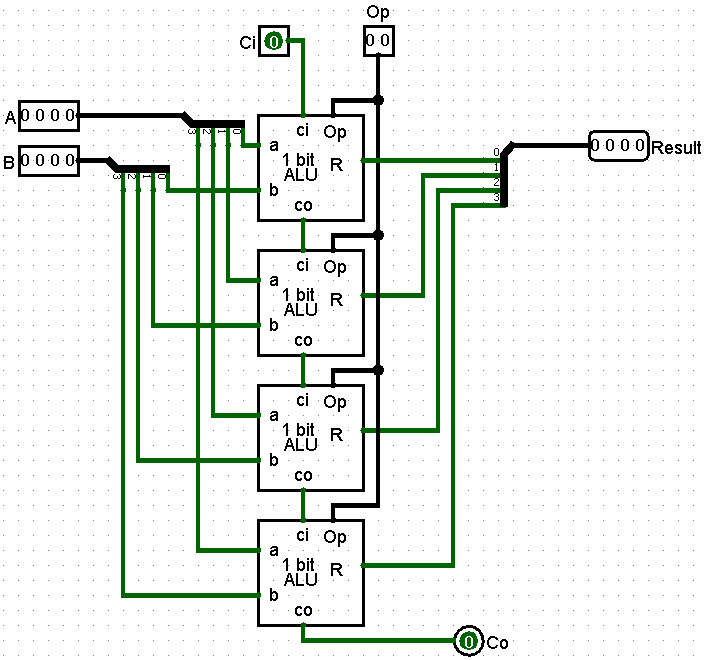 Op
Ci 0
0 0
A 0 0 0 0
3 2 1 0
B 0 0 0 0
3 2 1 0
0 0 0 0 Result
0
1
2
3
ci Op
a
1 bit
ALU
R
b
co
ci Op
a
1 bit
ALU
R
b
co
ci Op
a
1 bit
ALU
R
b
co
ci Op
a
1 bit
ALU
R
b
co
0 Co